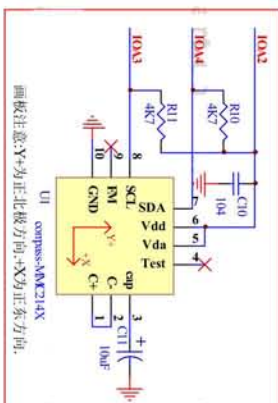 IOA2
IOA4
IOA3
R10
4K7
R11
4K7
C10
104
7
6
5
4
SDA
Vdd
Vda
Test
8
9
10
SCL
FM
GND
Y+
+X
cap
C-
C+
3
2
1
C11
10uF
U1
compass-MMC214X
画板注意:Y+为正北极方向,+X为正东方向.